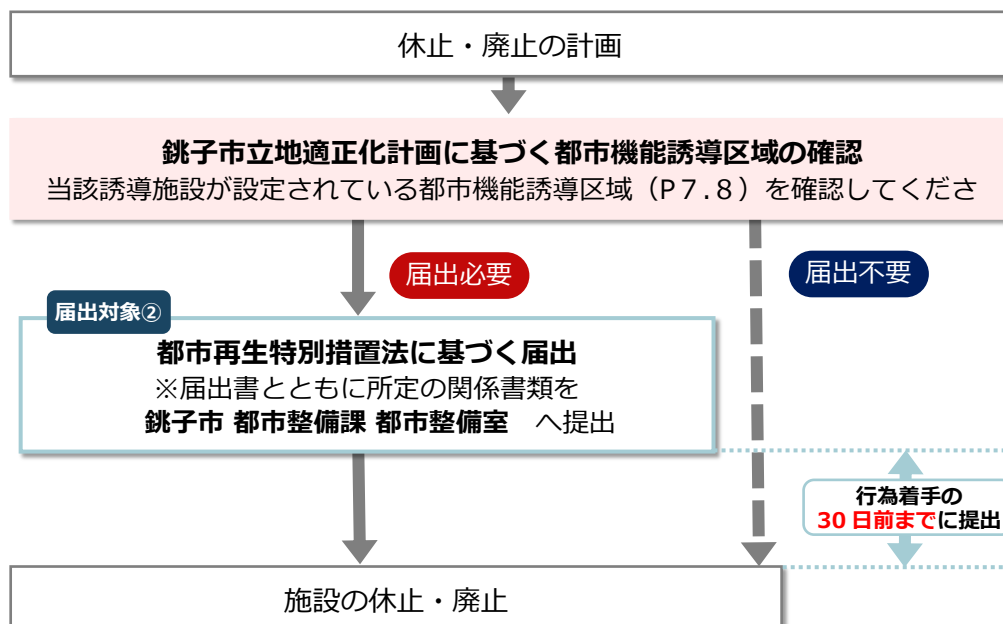 休止・廃止の計画
銚子市立地適正化計画に基づく都市機能誘導区域の確認
当該誘導施設が設定されている都市機能誘導区域（P７.８）を確認してくださ
届出必要
届出不要
届出対象②
都市再生特別措置法に基づく届出
※届出書とともに所定の関係書類を
銚子市 都市整備課 都市整備室　へ提出
行為着手の
30 日前までに提出
施設の休止・廃止